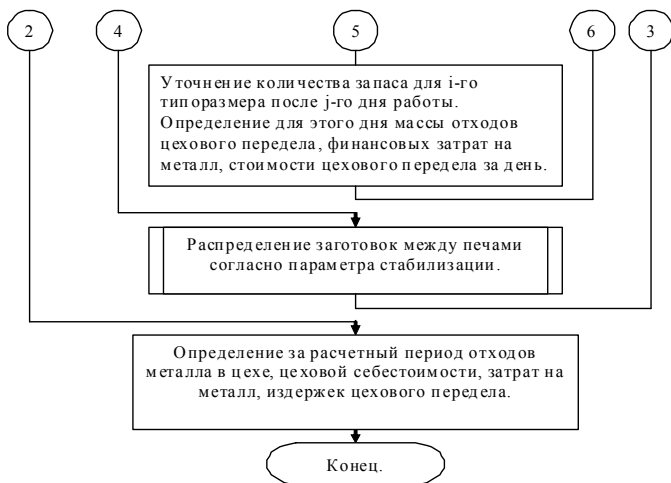 2 4 5 6 3
Уточнение количества запаса для i-го
типоразмера после j-го дня работы.
Определение для этого дня массы отходов
цехового передела, финансовых затрат на
металл, стоимости цехового передела за день.
Распределение заготовок между печами
согласно параметра стабилизации.
Определение за расчетный период отходов
металла в цехе, цеховой себестоимости, затрат на
металл, издержек цехового передела.
Конец.